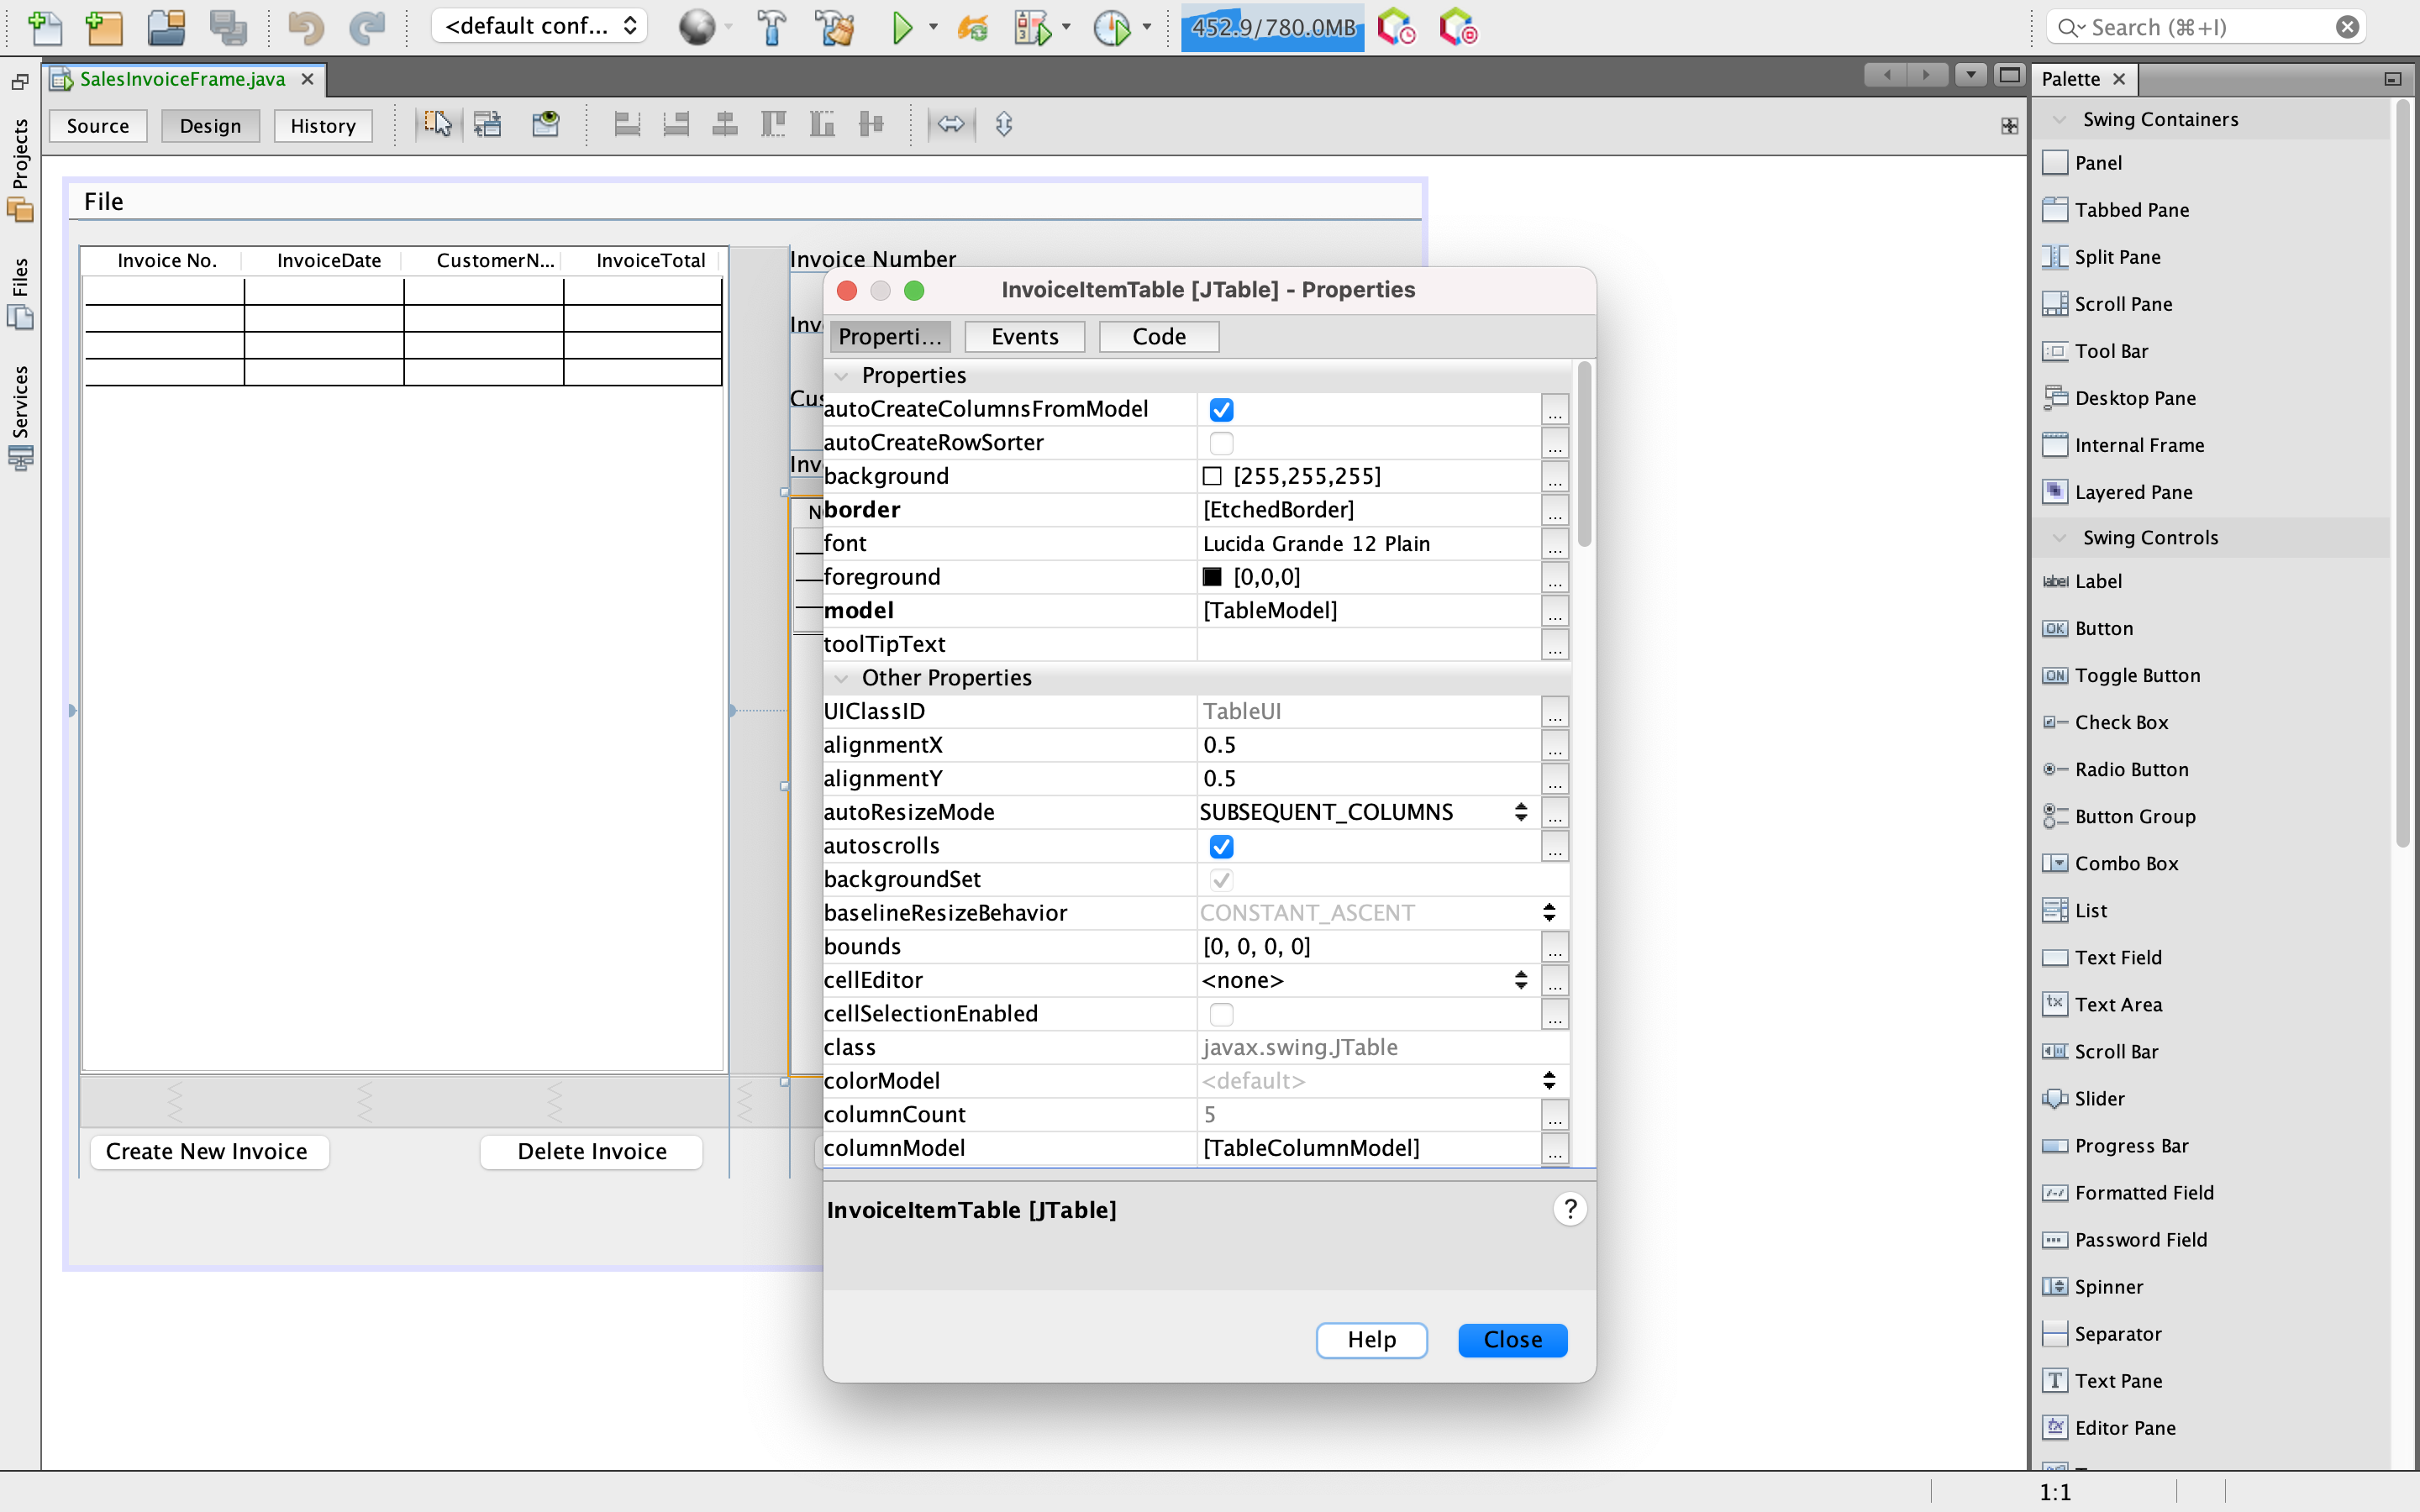 <default conf...
452.9/780.0MB
Search (⌘+I)
SalesInvoiceFrame.java
Source
Design
History
Projects
Files
Services
File
Invoice No.
InvoiceDate
CustomerN...
InvoiceTotal
Invoice Number
Inv
Cus
Inv
Create New Invoice
Delete Invoice
InvoiceItemTable [JTable] - Properties
Properti...
Events
Code
Properties
autoCreateColumnsFromModel
...
autoCreateRowSorter
...
background [255,255,255]
...
border [EtchedBorder]
...
font Lucida Grande 12 Plain
...
foreground [0,0,0]
...
model [TableModel]
...
toolTipText
...
Other Properties
UIClassID TableUI
...
alignmentX 0.5
...
alignmentY 0.5
...
autoResizeMode SUBSEQUENT_COLUMNS
...
autoscrolls
...
backgroundSet
baselineResizeBehavior CONSTANT_ASCENT
bounds [0, 0, 0, 0]
...
cellEditor <none>
...
cellSelectionEnabled
...
class javax.swing.JTable
colorModel <default>
columnCount 5
...
columnModel [TableColumnModel]
...
InvoiceItemTable [JTable]
?
Help
Close
Palette
Swing Containers
Panel
Tabbed Pane
Split Pane
Scroll Pane
Tool Bar
Desktop Pane
Internal Frame
Layered Pane
Swing Controls
label Label
OK Button
ON Toggle Button
Check Box
Radio Button
Button Group
Combo Box
List
Text Field
tx Text Area
Scroll Bar
Slider
Progress Bar
Formatted Field
Password Field
Spinner
Separator
T Text Pane
Editor Pane
1:1